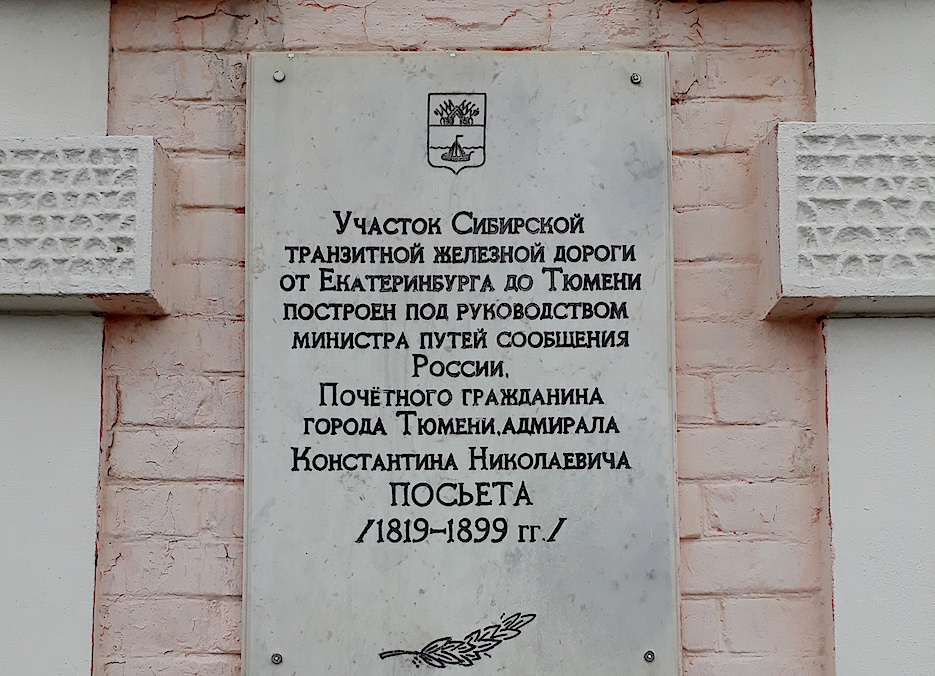 Участок Сибирской
транзитной железной дороги
от Екатеринбурга до Тюмени
построен под руководством
министра путей сообщения
России,
Почётного гражданина
города Тюмени, адмирала
Константина Николаевича
ПОСЬЕТА
/1819–1899 гг./